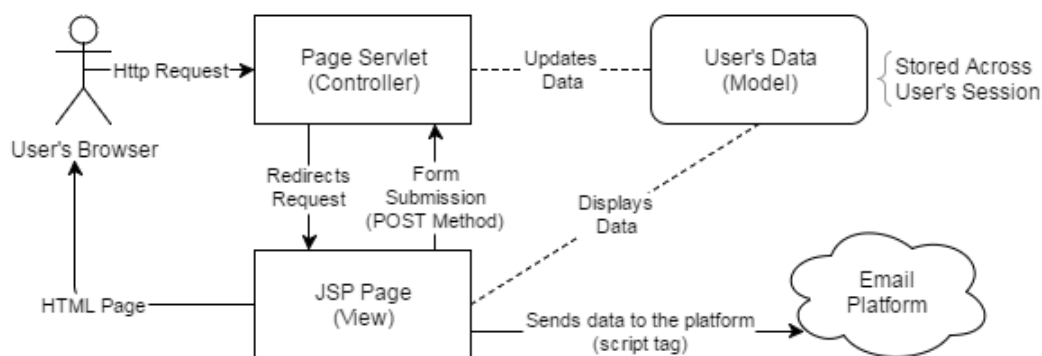 Http Request
Page Servlet
(Controller)
Updates
Data
User's Data
(Model)
Stored Across
User's Session
User's Browser
Redirects
Request
Form
Submission
(POST Method)
Displays
Data
HTML Page
JSP Page
(View)
Sends data to the platform
(script tag)
Email
Platform